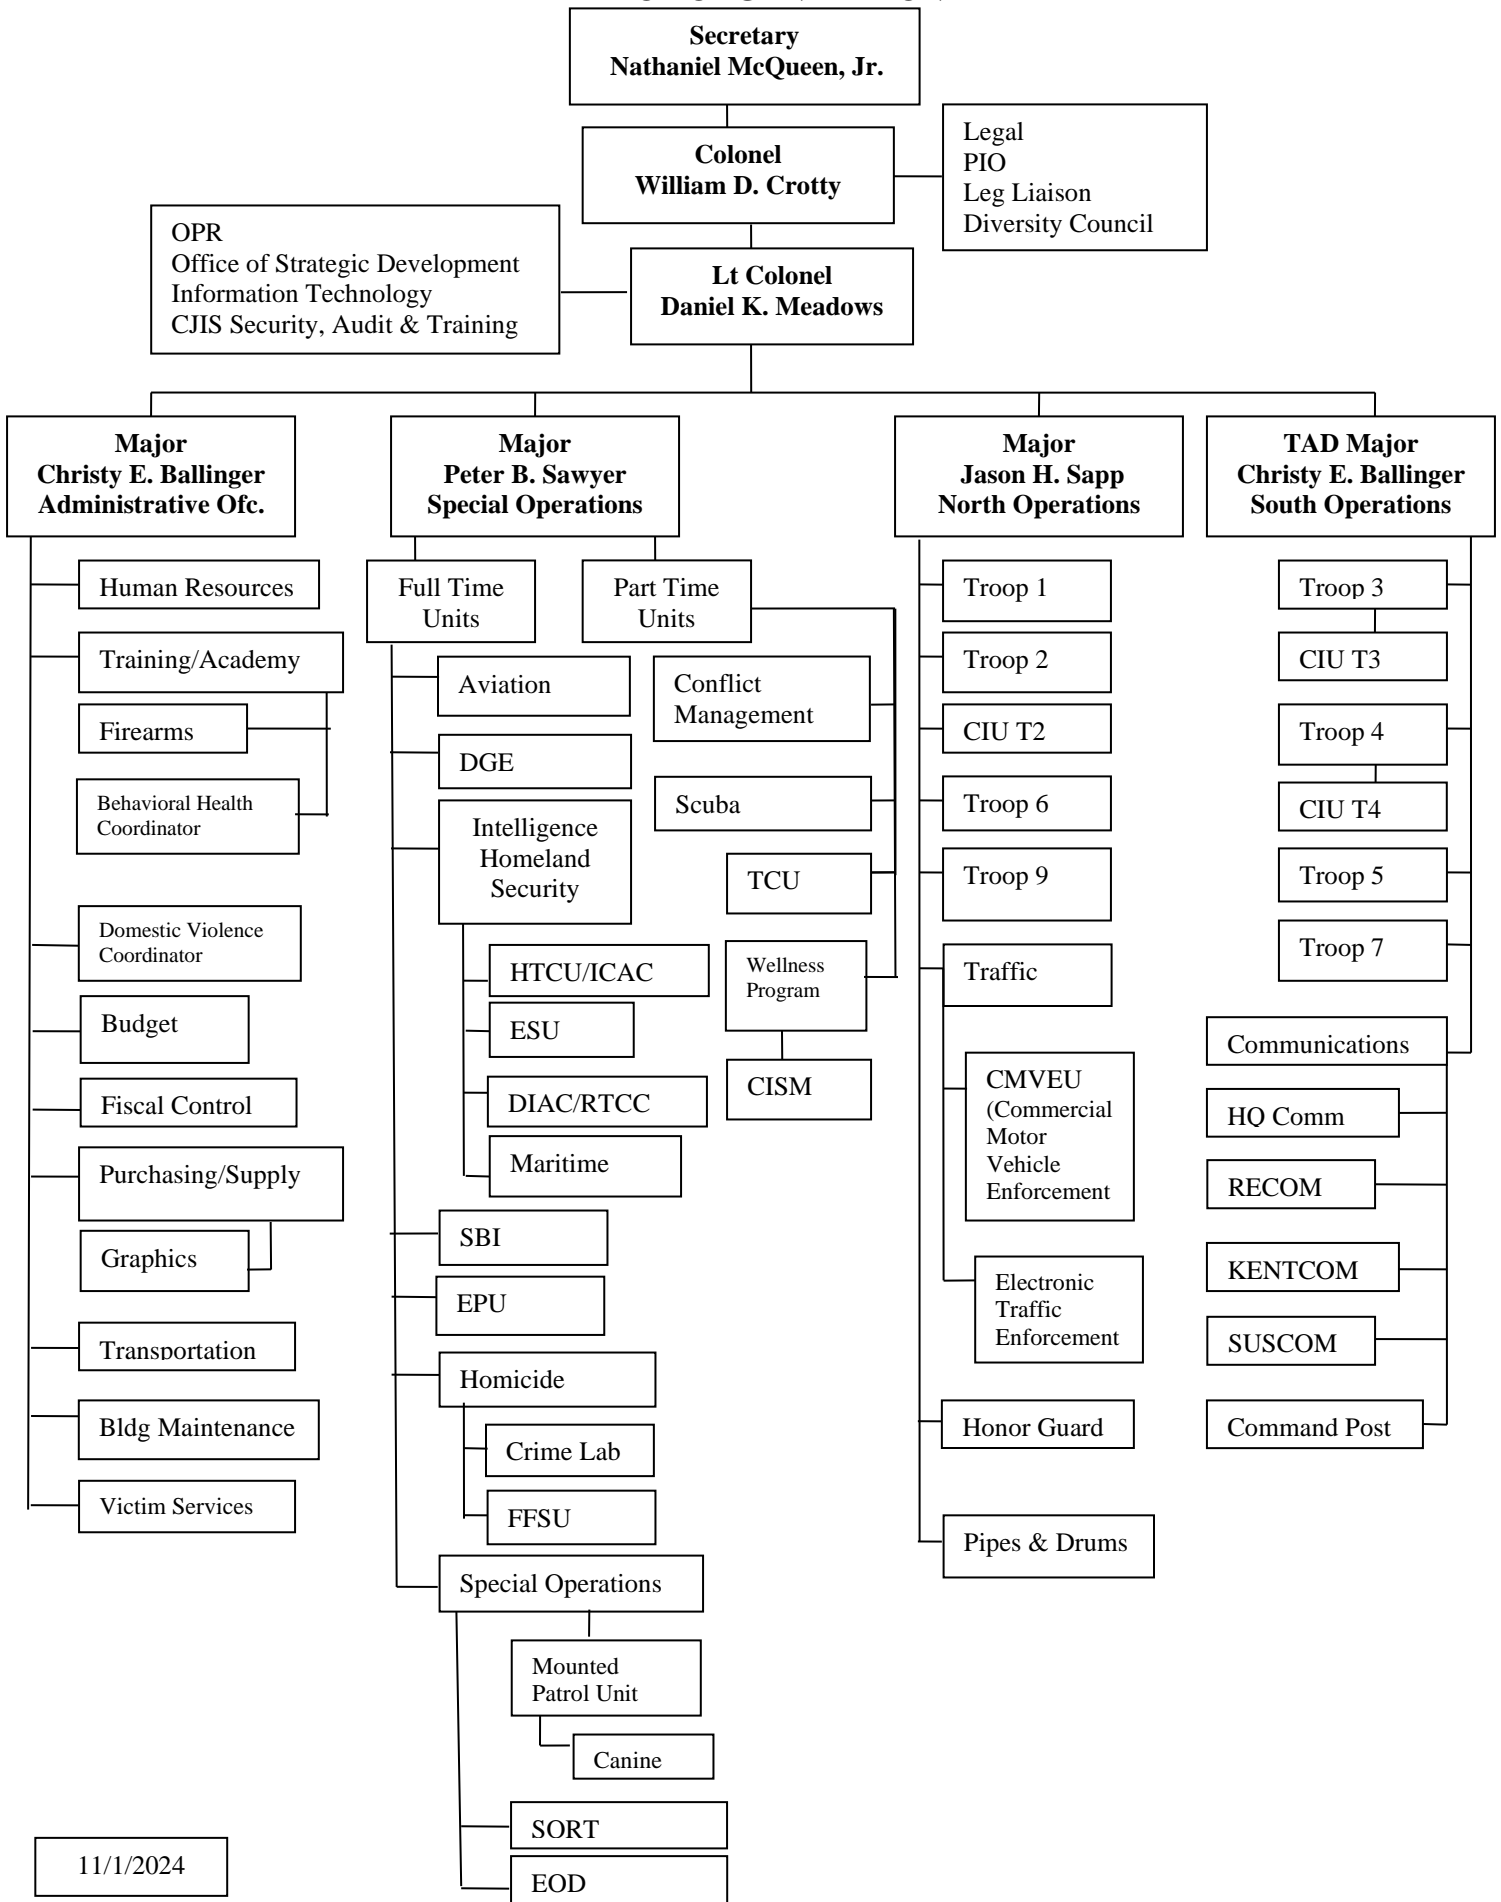 Secretary
Nathaniel McQueen, Jr.
Colonel
William D. Crotty
Legal
PIO
Leg Liaison
Diversity Council
OPR
Office of Strategic Development
Information Technology
CJIS Security, Audit & Training
Lt Colonel
Daniel K. Meadows
Major
Christy E. Ballinger
Administrative Ofc.
Human Resources
Training/Academy
Firearms
Behavioral Health
Coordinator
Domestic Violence
Coordinator
Budget
Fiscal Control
Purchasing/Supply
Graphics
Transportation
Bldg Maintenance
Victim Services
Major
Peter B. Sawyer
Special Operations
Full Time
Units
Aviation
DGE
Intelligence
Homeland
Security
HTCU/ICAC
ESU
DIAC/RTCC
Maritime
SBI
EPU
Homicide
Crime Lab
FFSU
Special Operations
Mounted
Patrol Unit
Canine
SORT
EOD
Part Time
Units
Conflict
Management
Scuba
TCU
Wellness
Program
CISM
Major
Jason H. Sapp
North Operations
Troop 1
Troop 2
CIU T2
Troop 6
Troop 9
Traffic
CMVEU
(Commercial
Motor
Vehicle
Enforcement
Electronic
Traffic
Enforcement
Honor Guard
Pipes & Drums
TAD Major
Christy E. Ballinger
South Operations
Troop 3
CIU T3
Troop 4
CIU T4
Troop 5
Troop 7
Communications
HQ Comm
RECOM
KENTCOM
SUSCOM
Command Post
11/1/2024